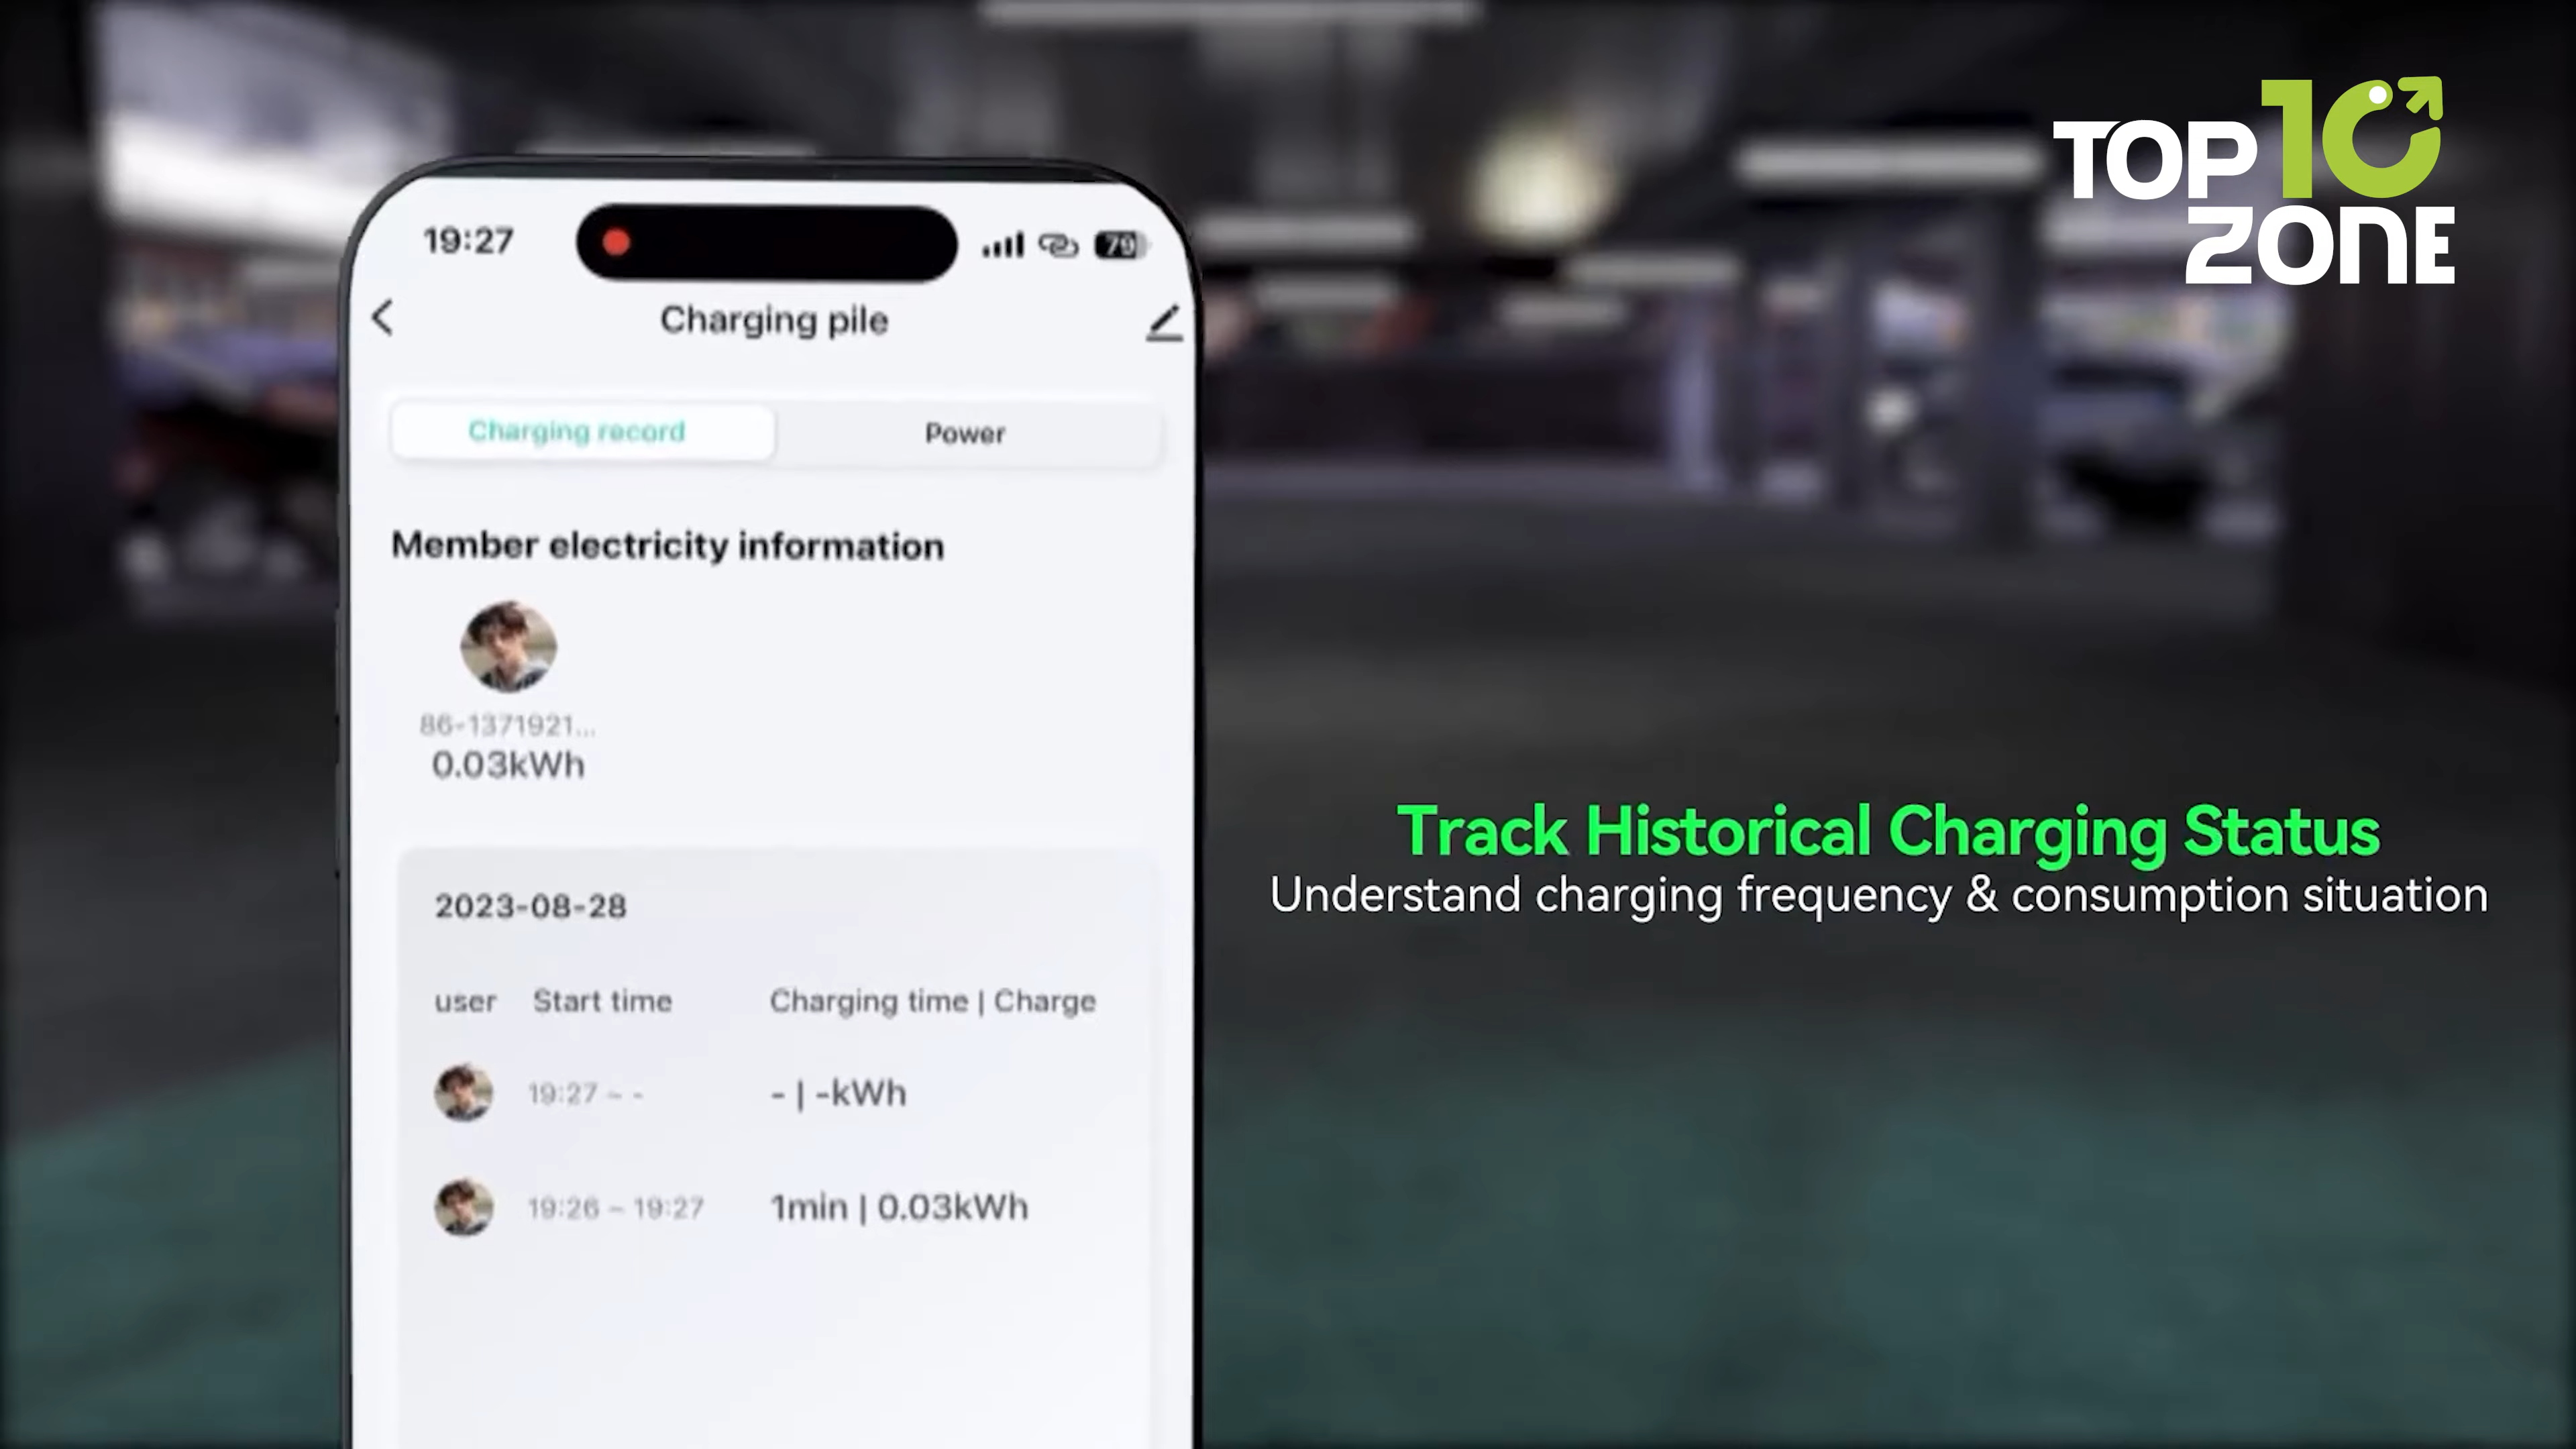 TOP10
ZONE
19:27
79
Charging pile
Charging record
Power
Member electricity information
86-1371921...
0.03kWh
2023-08-28
user Start time Charging time | Charge
19:27 - - - | -kWh
19:26 - 19:27 1min | 0.03kWh
Track Historical Charging Status
Understand charging frequency & consumption situation